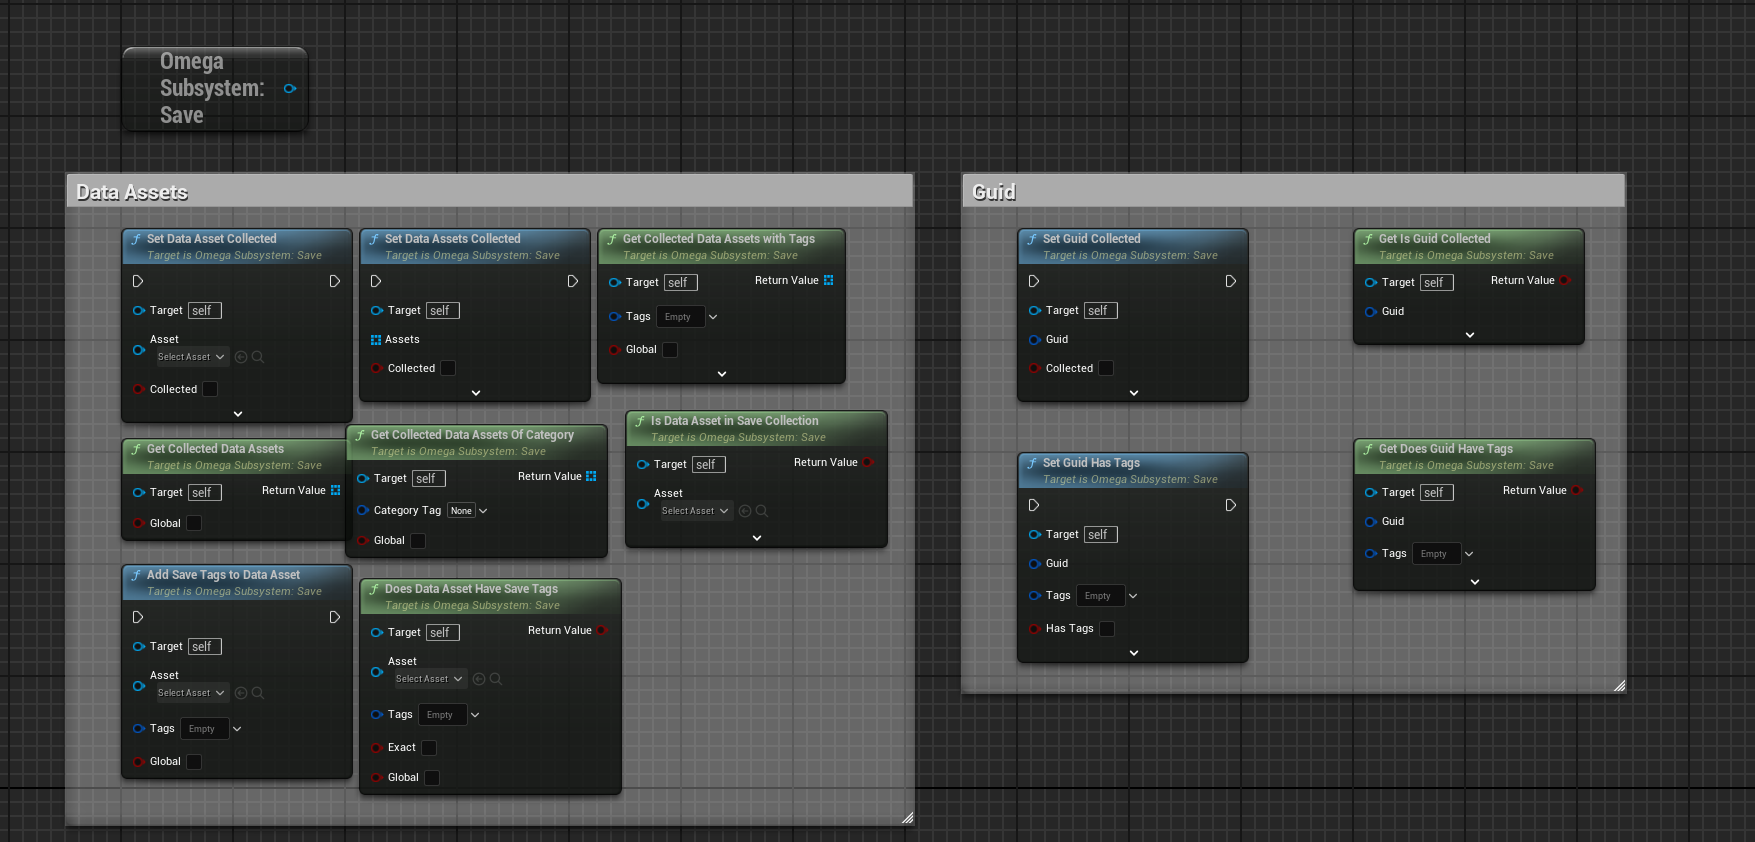 Omega
Subsystem:
Save
Data Assets
Set Data Asset Collected
Target is Omega Subsystem: Save
Target self
Asset
Select Asset
Collected
Set Data Assets Collected
Target is Omega Subsystem: Save
Target self
Assets
Collected
Get Collected Data Assets with Tags
Target is Omega Subsystem: Save
Target self Return Value
Tags Empty
Global
Get Collected Data Assets
Target is Omega Subsystem: Save
Target self Return Value
Global
Get Collected Data Assets Of Category
Target is Omega Subsystem: Save
Target self Return Value
Category Tag None
Global
Is Data Asset in Save Collection
Target is Omega Subsystem: Save
Target self Return Value
Asset
Select Asset
Add Save Tags to Data Asset
Target is Omega Subsystem: Save
Target self
Asset
Select Asset
Tags Empty
Global
Does Data Asset Have Save Tags
Target is Omega Subsystem: Save
Target self Return Value
Asset
Select Asset
Tags Empty
Exact
Global
Guid
Set Guid Collected
Target is Omega Subsystem: Save
Target self
Guid
Collected
Get Is Guid Collected
Target is Omega Subsystem: Save
Target self Return Value
Guid
Set Guid Has Tags
Target is Omega Subsystem: Save
Target self
Guid
Tags Empty
Has Tags
Get Does Guid Have Tags
Target is Omega Subsystem: Save
Target self Return Value
Guid
Tags Empty